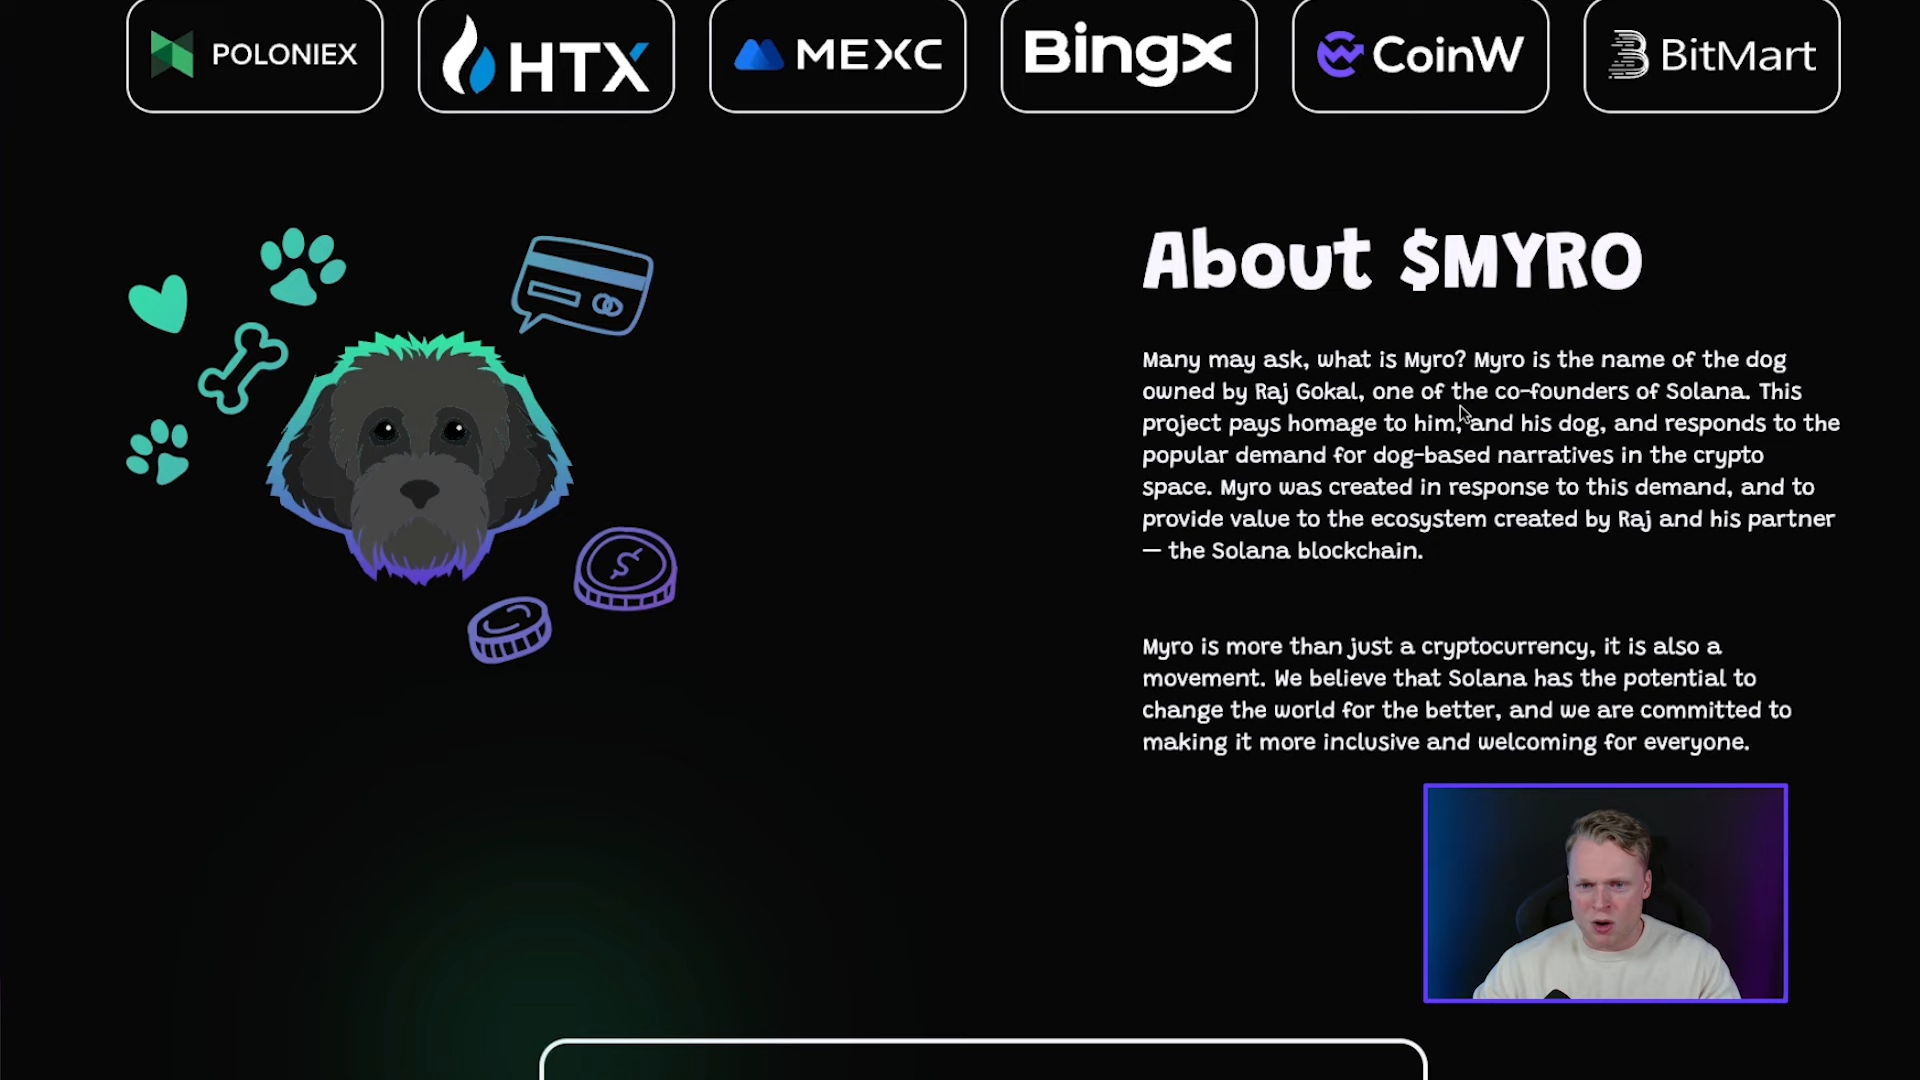 POLONIEX
HTX
MEXC
BingX
CoinW
BitMart
About $MYRO
Many may ask, what is Myro? Myro is the name of the dog
owned by Raj Gokal, one of the co-founders of Solana. This
project pays homage to him, and his dog, and responds to the
popular demand for dog-based narratives in the crypto
space. Myro was created in response to this demand, and to
provide value to the ecosystem created by Raj and his partner
— the Solana blockchain.
Myro is more than just a cryptocurrency, it is also a
movement. We believe that Solana has the potential to
change the world for the better, and we are committed to
making it more inclusive and welcoming for everyone.
$